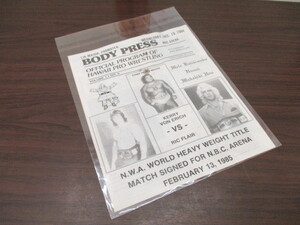 BODY PRESS
OFFICIAL PROGRAM OF
HAWAII PRO WRESTLING
KERRY
VON ERICH
- VS -
RIC FLAIR
N.W.A. WORLD HEAVY WEIGHT TITLE
MATCH SIGNED FOR N.B.C. ARENA
FEBRUARY 13, 1985